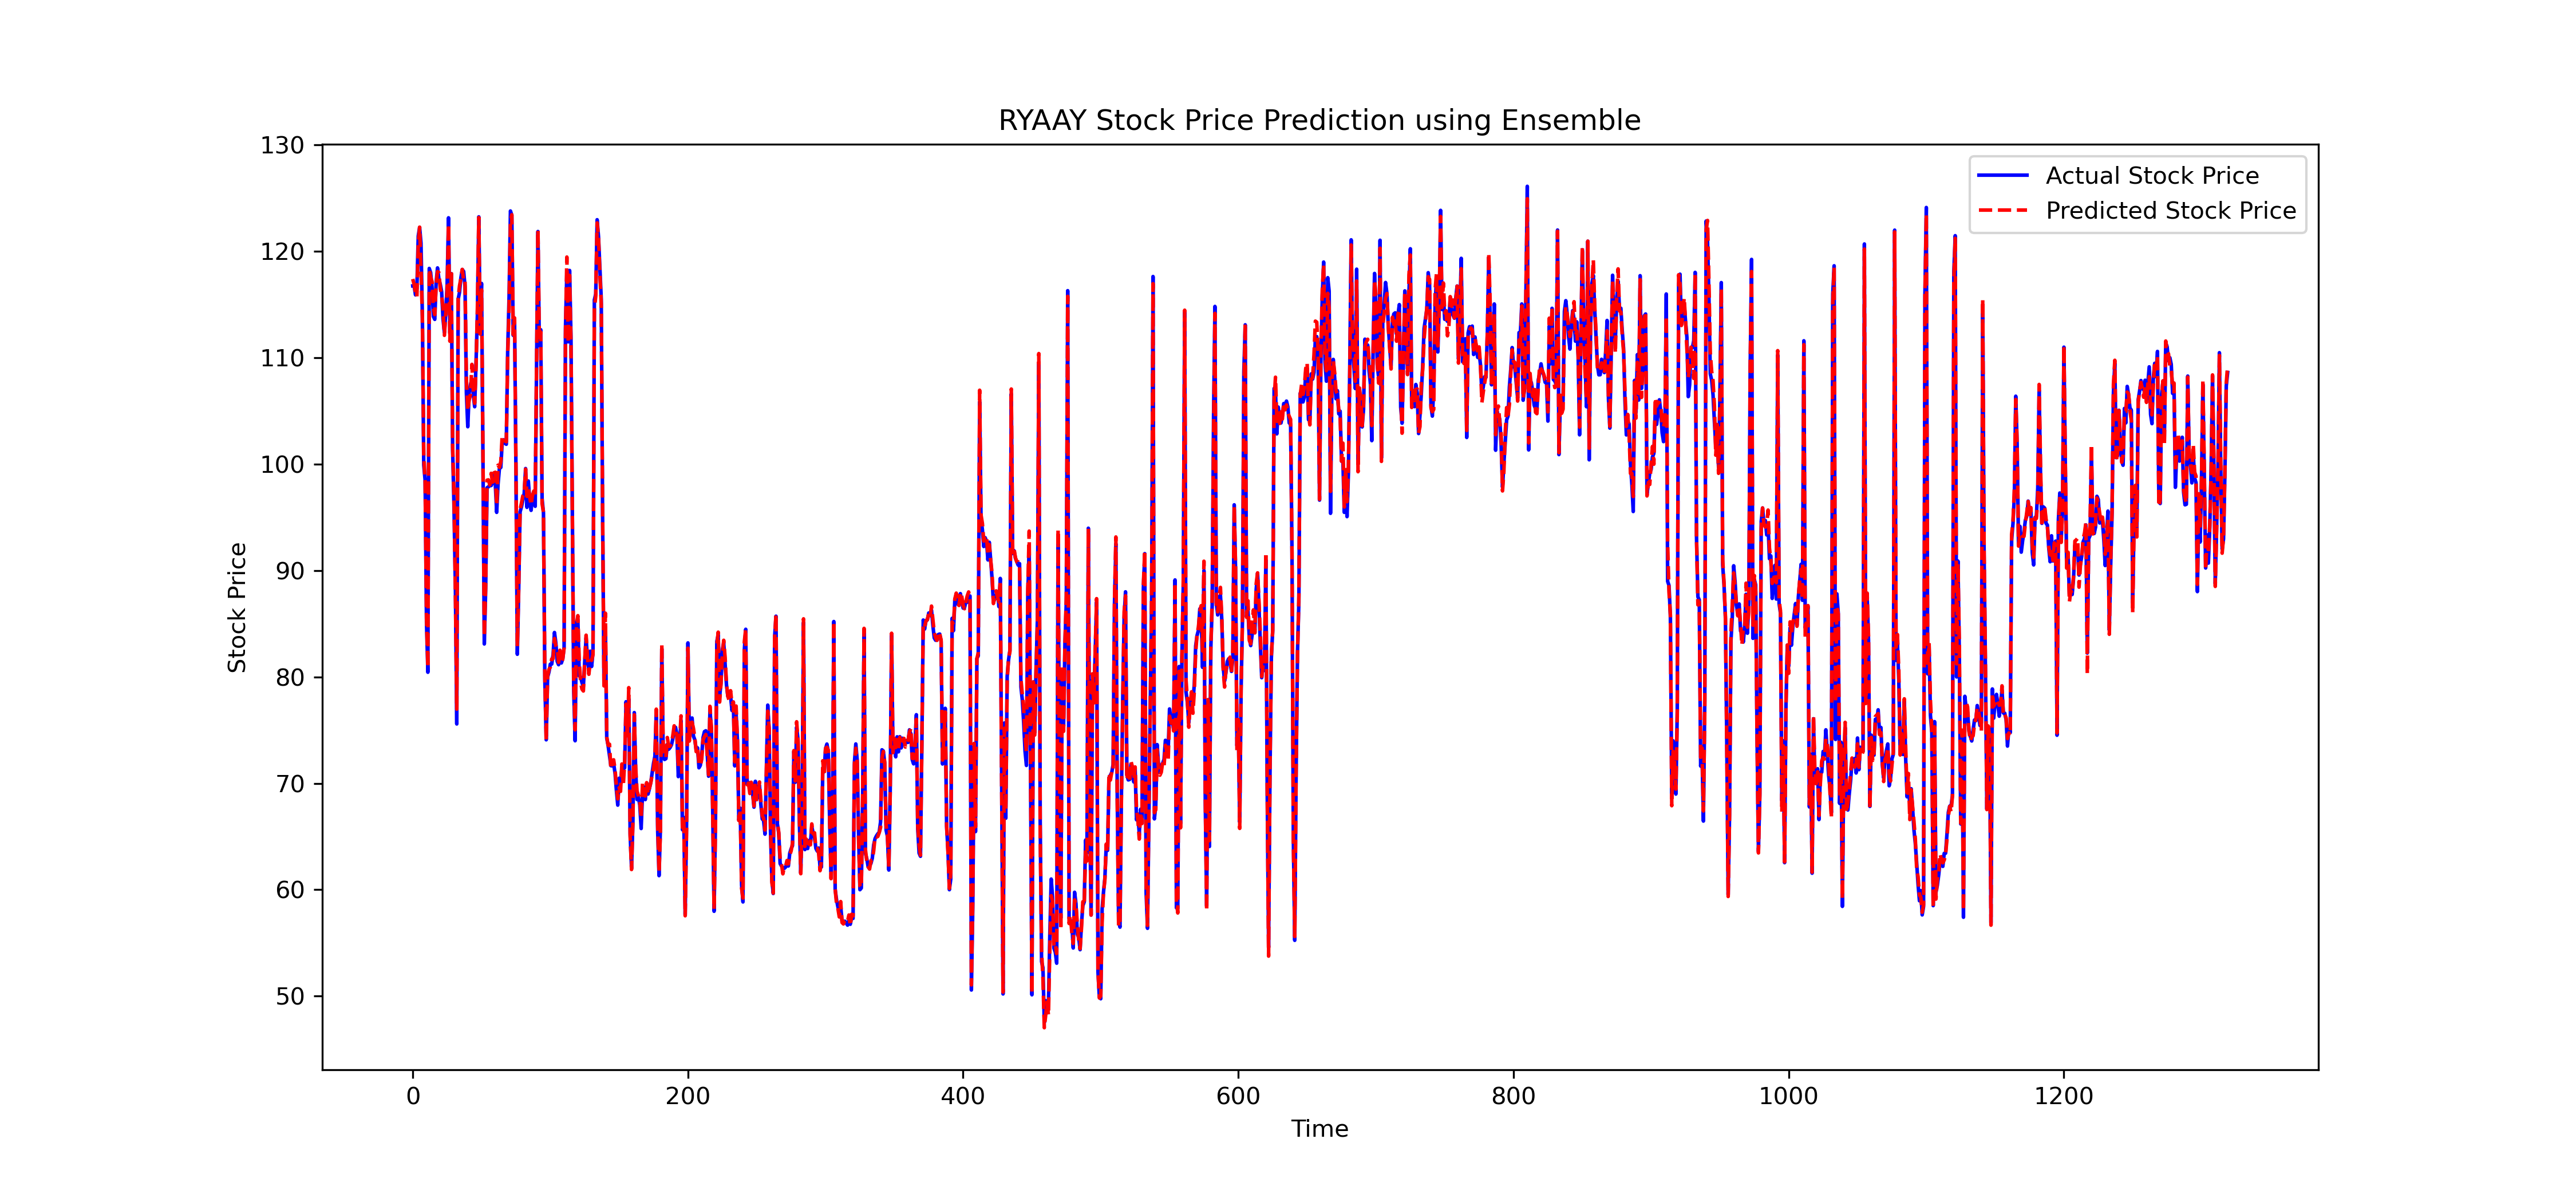 RYAAY Stock Price Prediction using Ensemble
Actual Stock Price
Predicted Stock Price
Stock Price
130
120
110
100
90
80
70
60
50
0 200 400 600 800 1000 1200
Time